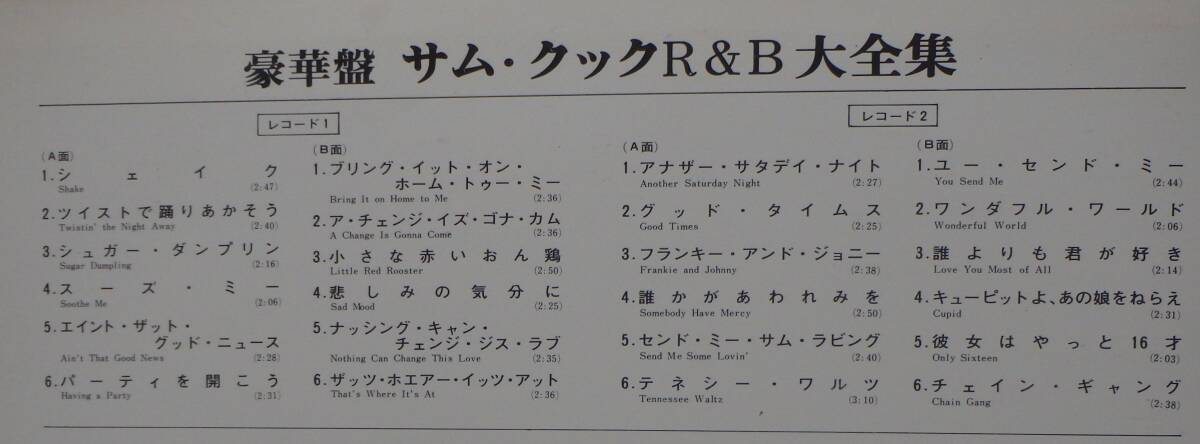 豪華盤 サム・クックR&B大全集
レコード1
(A面)
1.シェイク
Shake (2:47)
2.ツイストで踊りあかそう
Twistin' the Night Away (2:40)
3.シュガー・ダンプリン
Sugar Dumpling (2:16)
4.スーズ・ミー
Soothe Me (2:06)
5.エイント・ザット・
グッド・ニュース
Ain't That Good News (2:28)
6.パーティを開こう
Having a Party (2:31)
(B面)
1.ブリング・イット・オン・
ホーム・トゥー・ミー
Bring It on Home to Me (2:36)
2.ア・チェンジ・イズ・ゴナ・カム
A Change Is Gonna Come (2:36)
3.小さな赤いおん鶏
Little Red Rooster (2:50)
4.悲しみの気分に
Sad Mood (2:25)
5.ナッシング・キャン・
チェンジ・ジス・ラブ
Nothing Can Change This Love (2:35)
6.ザッツ・ホエアー・イッツ・アット
That's Where It's At (2:36)
レコード2
(A面)
1.アナザー・サタデイ・ナイト
Another Saturday Night (2:27)
2.グッド・タイムス
Good Times (2:25)
3.フランキー・アンド・ジョニー
Frankie and Johnny (2:38)
4.誰かがあわれみを
Somebody Have Mercy (2:50)
5.センド・ミー・サム・ラビング
Send Me Some Lovin' (2:40)
6.テネシー・ワルツ
Tennessee Waltz (3:10)
(B面)
1.ユー・センド・ミー
You Send Me (2:44)
2.ワンダフル・ワールド
Wonderful World (2:06)
3.誰よりも君が好き
Love You Most of All (2:14)
4.キューピットよ、あの娘をねらえ
Cupid (2:31)
5.彼女はやっと16才
Only Sixteen (2:03)
6.チェイン・ギャング
Chain Gang (2:38)